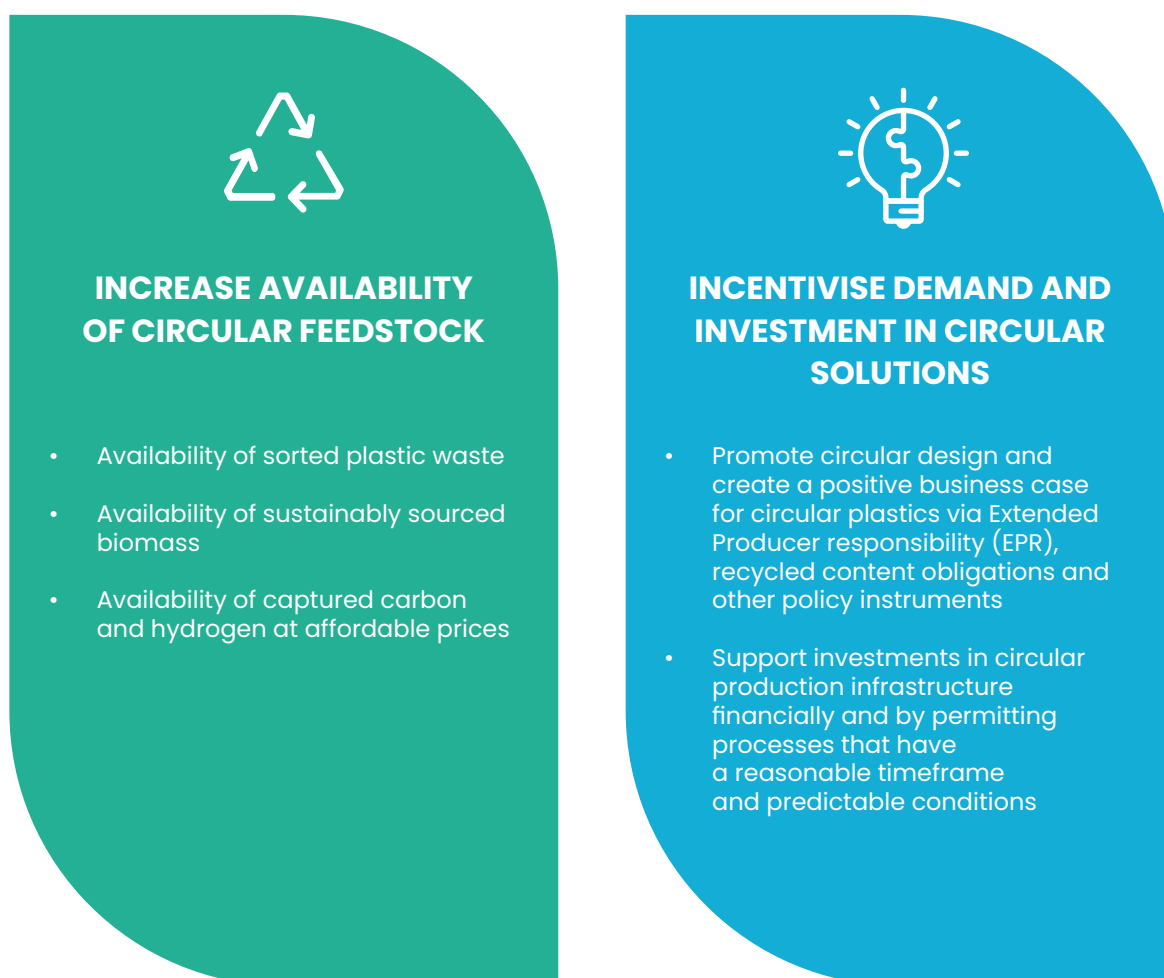 INCREASE AVAILABILITY
OF CIRCULAR FEEDSTOCK
• Availability of sorted plastic waste
• Availability of sustainably sourced
biomass
• Availability of captured carbon
and hydrogen at affordable prices
INCENTIVISE DEMAND AND
INVESTMENT IN CIRCULAR
SOLUTIONS
• Promote circular design and
create a positive business case
for circular plastics via Extended
Producer responsibility (EPR),
recycled content obligations and
other policy instruments
• Support investments in circular
production infrastructure
financially and by permitting
processes that have
a reasonable timeframe
and predictable conditions